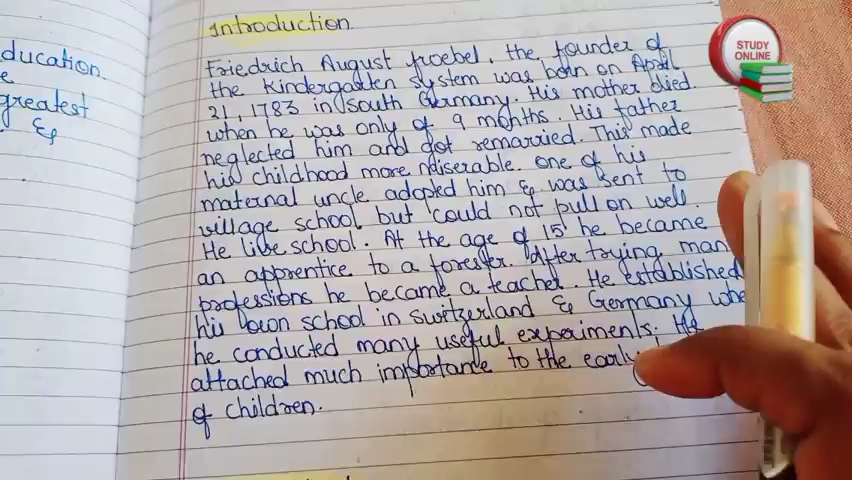 ducation.
e
greatest
&
Introduction
Friedrich August froebel, the founder of
the Kindergarten system was born on April
21, 1783 in south Germany. His mother died
when he was only of 9 months. His father
neglected him and got remarried. This made
his childhood more miserable. one of his
maternal uncle adopted him & was sent to
village school but could not pull on well.
He live school. At the age of 15 he became
an apprentice to a forester. After trying man
professions he became a teacher. He established
his own school in switzerland & Germany whe
he conducted many useful experiments. He
attached much importance to the early
of children.
STUDY
ONLINE